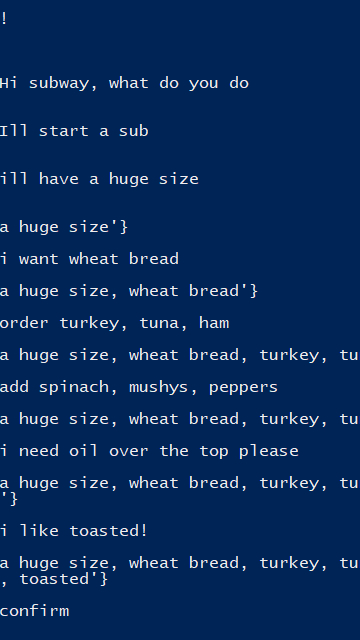 !
Hi subway, what do you do
Ill start a sub
ill have a huge size
a huge size'}
i want wheat bread
a huge size, wheat bread'}
order turkey, tuna, ham
a huge size, wheat bread, turkey, tu
add spinach, mushys, peppers
a huge size, wheat bread, turkey, tu
i need oil over the top please
a huge size, wheat bread, turkey, tu
'}
i like toasted!
a huge size, wheat bread, turkey, tu
, toasted'}
confirm